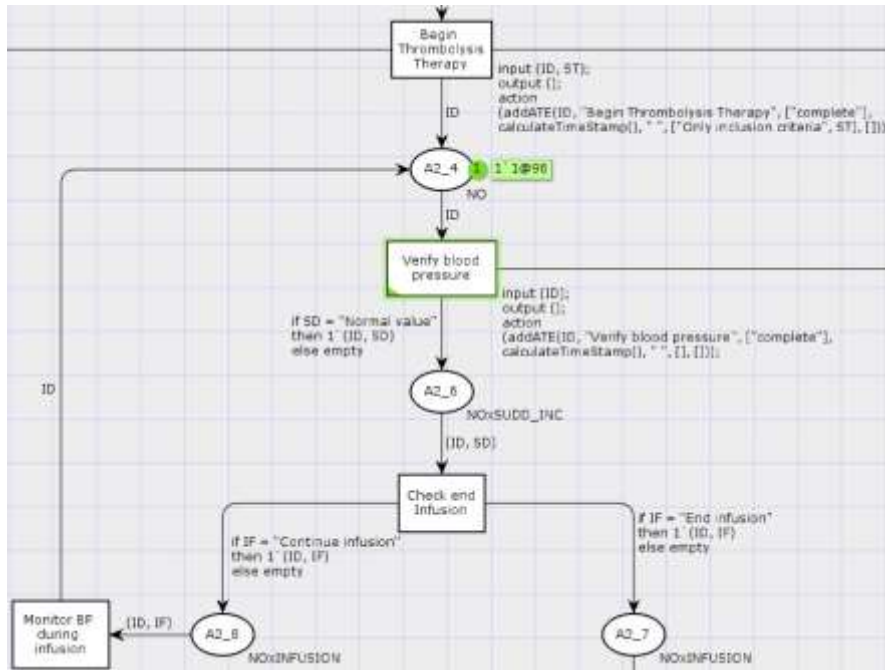 Begin
Thrombolysis
Therapy
input (ID, ST);
output ();
action
(addATE(ID, "Begin Thrombolysis Therapy", ["complete"],
calculateTimeStamp(), " ", ["Only inclusion criteria", ST], []))
ID
A2_4
1
1`1@98
NO
ID
Verify blood
pressure
input (ID);
output ();
action
(addATE(ID, "Verify blood pressure", ["complete"],
calculateTimeStamp(), " ", [], []));
if SD = "Normal value"
then 1`(ID, SD)
else empty
ID
A2_6
NOxSUDD_INC
(ID, SD)
Check end
Infusion
if IF = "Continue infusion"
then 1`(ID, IF)
else empty
if IF = "End infusion"
then 1`(ID, IF)
else empty
Monitor BP
during
infusion
(ID, IF)
A2_8
NOxINFUSION
A2_7
NOxINFUSION